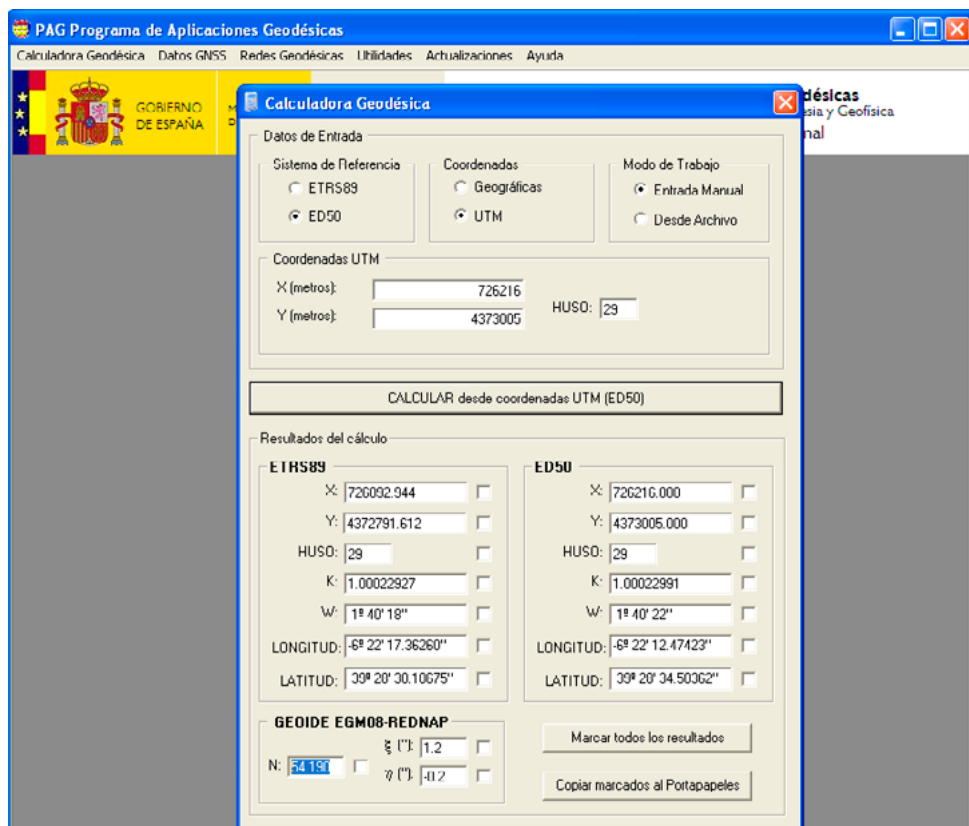 PAG Programa de Aplicaciones Geodésicas
Calculadora Geodésica Datos GNSS Redes Geodésicas Utilidades Actualizaciones Ayuda
GOBIERNO
DE ESPAÑA
Calculadora Geodésica
désicas
esia y Geofísica
nal
Datos de Entrada
Sistema de Referencia
ETRS89
ED50
Coordenadas
Geográficas
UTM
Modo de Trabajo
Entrada Manual
Desde Archivo
Coordenadas UTM
X (metros): 726216
Y (metros): 4373005
HUSO: 29
CALCULAR desde coordenadas UTM (ED50)
Resultados del cálculo
ETRS89
X: 726092.944
Y: 4372791.612
HUSO: 29
K: 1.00022927
W: 1º 40' 18''
LONGITUD: -6º 22' 17.36260''
LATITUD: 39º 20' 30.10675''
ED50
X: 726216.000
Y: 4373005.000
HUSO: 29
K: 1.00022991
W: 1º 40' 22''
LONGITUD: -6º 22' 12.47423''
LATITUD: 39º 20' 34.50362''
GEOIDE EGM08-REDNAP
N: 54.190
ξ (''): 1.2
η (''): -0.2
Marcar todos los resultados
Copiar marcados al Portapapeles